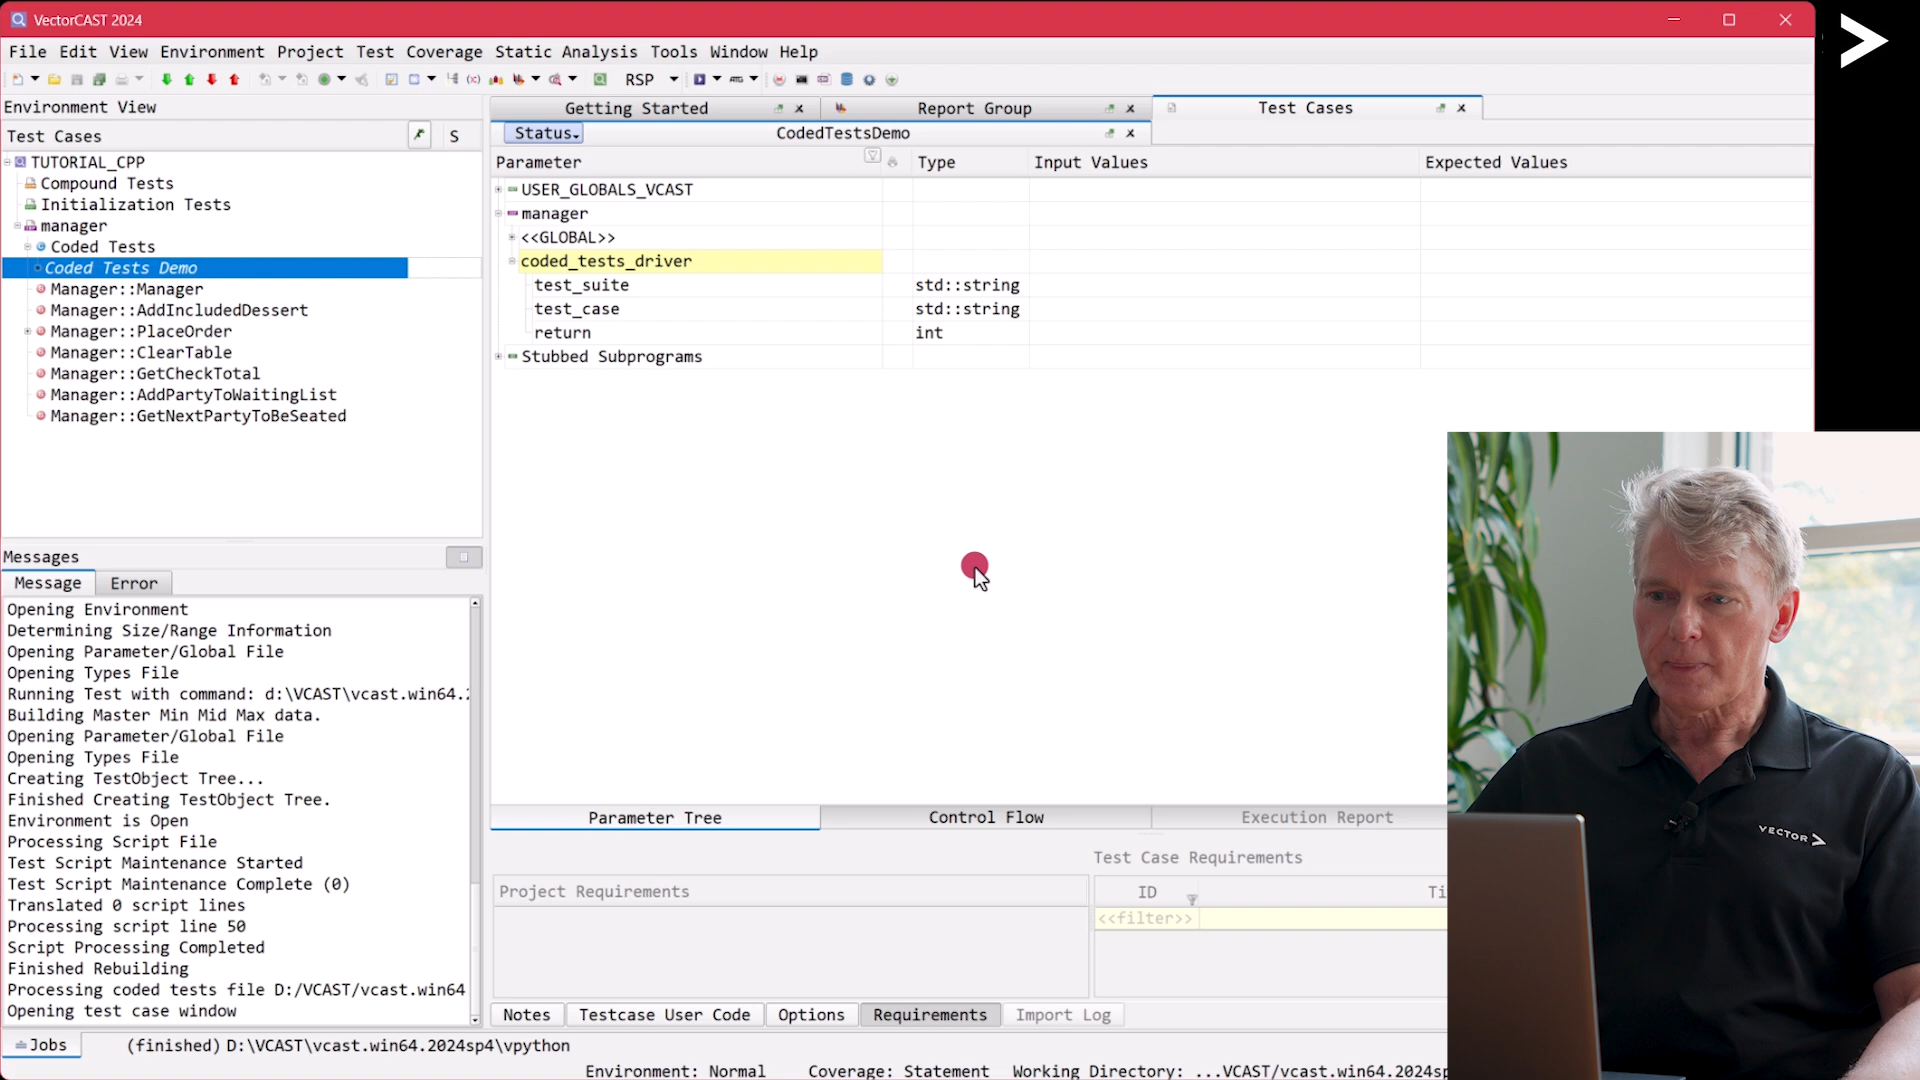 VectorCAST 2024
File Edit View Environment Project Test Coverage Static Analysis Tools Window Help
RSP
Environment View
Test Cases S
TUTORIAL_CPP
Compound Tests
Initialization Tests
manager
Coded Tests
Coded Tests Demo
Manager::Manager
Manager::AddIncludedDessert
Manager::PlaceOrder
Manager::ClearTable
Manager::GetCheckTotal
Manager::AddPartyToWaitingList
Manager::GetNextPartyToBeSeated
Getting Started Report Group Test Cases
Status CodedTestsDemo
Parameter Type Input Values Expected Values
USER_GLOBALS_VCAST
manager
<<GLOBAL>>
coded_tests_driver
test_suite std::string
test_case std::string
return int
Stubbed Subprograms
Messages
Message Error
Opening Environment
Determining Size/Range Information
Opening Parameter/Global File
Opening Types File
Running Test with command: d:\VCAST\vcast.win64.2
Building Master Min Mid Max data.
Opening Parameter/Global File
Opening Types File
Creating TestObject Tree...
Finished Creating TestObject Tree.
Environment is Open
Processing Script File
Test Script Maintenance Started
Test Script Maintenance Complete (0)
Translated 0 script lines
Processing script line 50
Script Processing Completed
Finished Rebuilding
Processing coded tests file D:/VCAST/vcast.win64
Opening test case window
Parameter Tree Control Flow Execution Report
Test Case Requirements
Project Requirements
ID Ti
<<filter>>
Notes Testcase User Code Options Requirements Import Log
Jobs (finished) D:\VCAST\vcast.win64.2024sp4\vpython
Environment: Normal Coverage: Statement Working Directory: ...VCAST/vcast.win64.2024sp
VECTOR